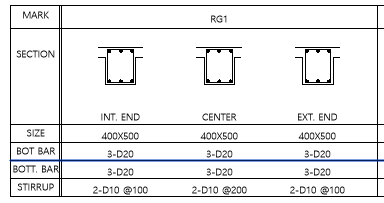 MARK RG1
SECTION
INT. END CENTER EXT. END
SIZE 400X500 400X500 400X500
BOT BAR 3-D20 3-D20 3-D20
BOTT. BAR 3-D20 3-D20 3-D20
STIRRUP 2-D10 @100 2-D10 @200 2-D10 @100